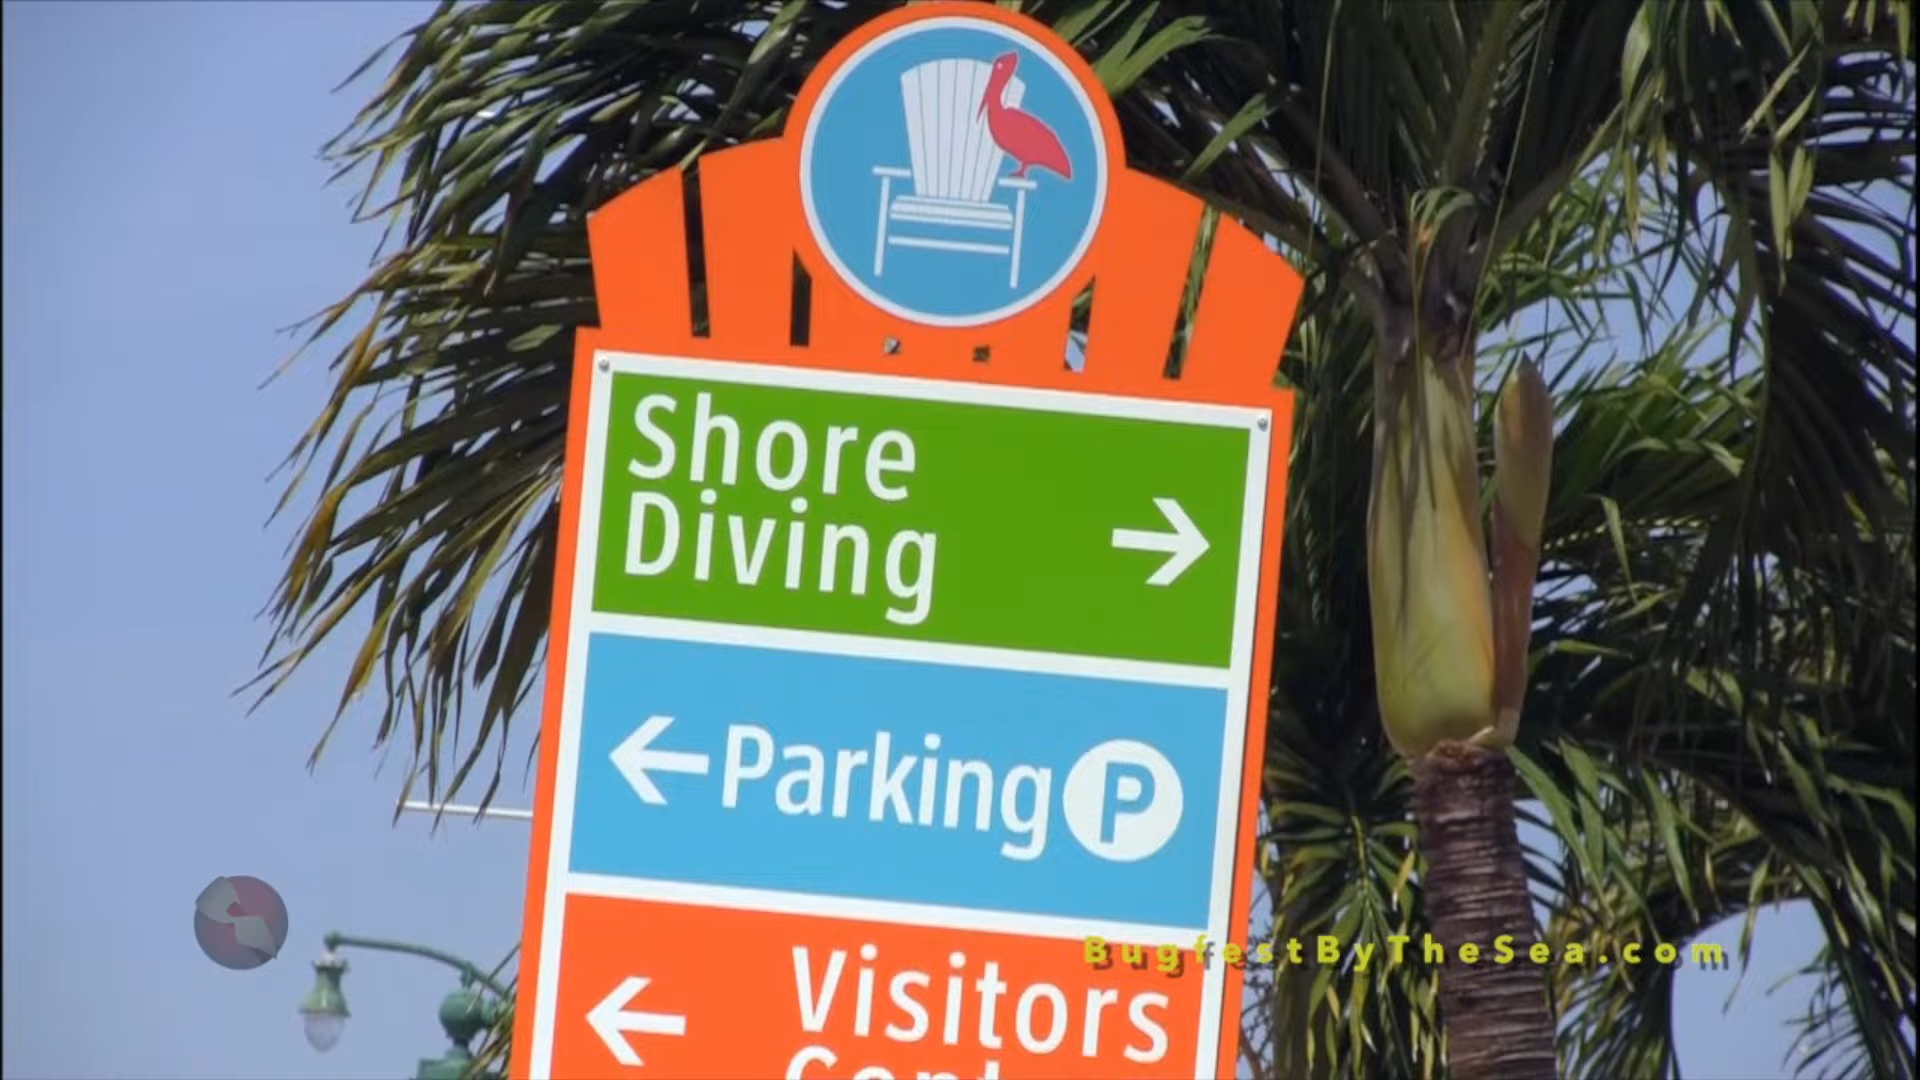 Shore
Diving
Parking P
BugfestByTheSea.com
Visitors